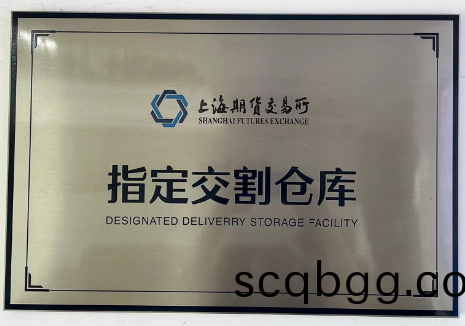 上海期货交易所
SHANGHAI FUTURES EXCHANGE
指定交割仓库
DESIGNATED DELIVERRY STORAGE FACILITY
scqbgg.co